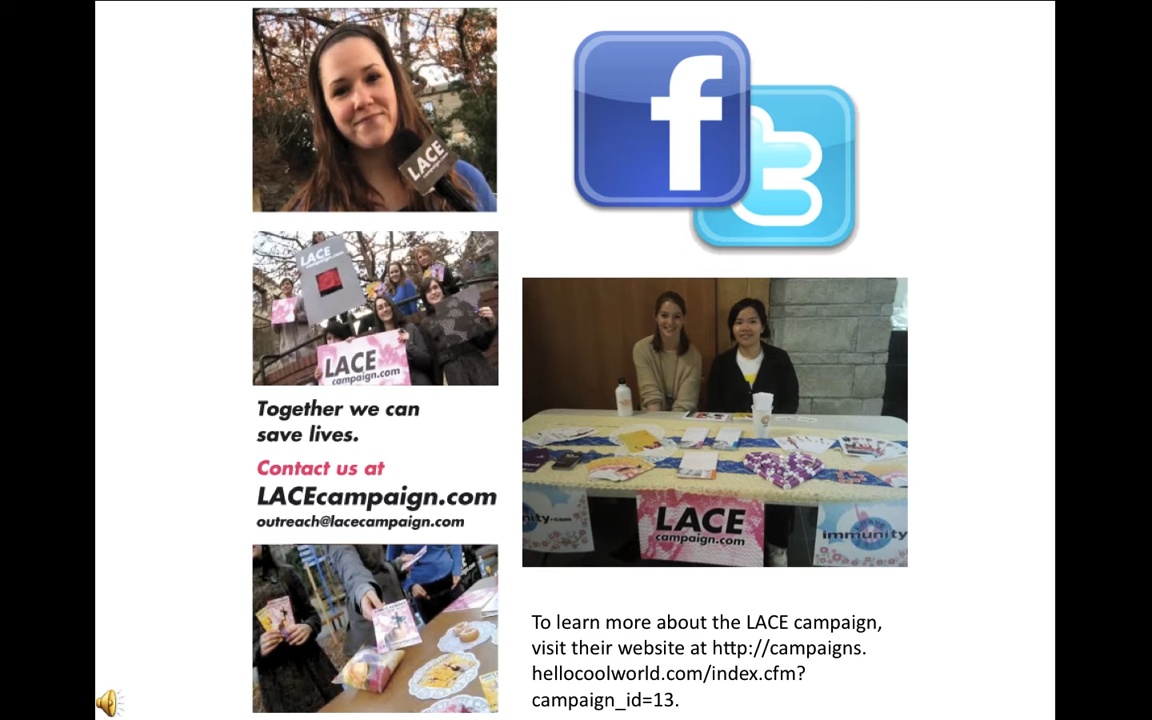 LACE
campaign.com
f
t
LACE
campaign.com
LACE
campaign.com
Together we can
save lives.
Contact us at
LACEcampaign.com
outreach@lacecampaign.com
LACE
campaign.com
immunity
To learn more about the LACE campaign,
visit their website at http://campaigns.
hellocoolworld.com/index.cfm?
campaign_id=13.